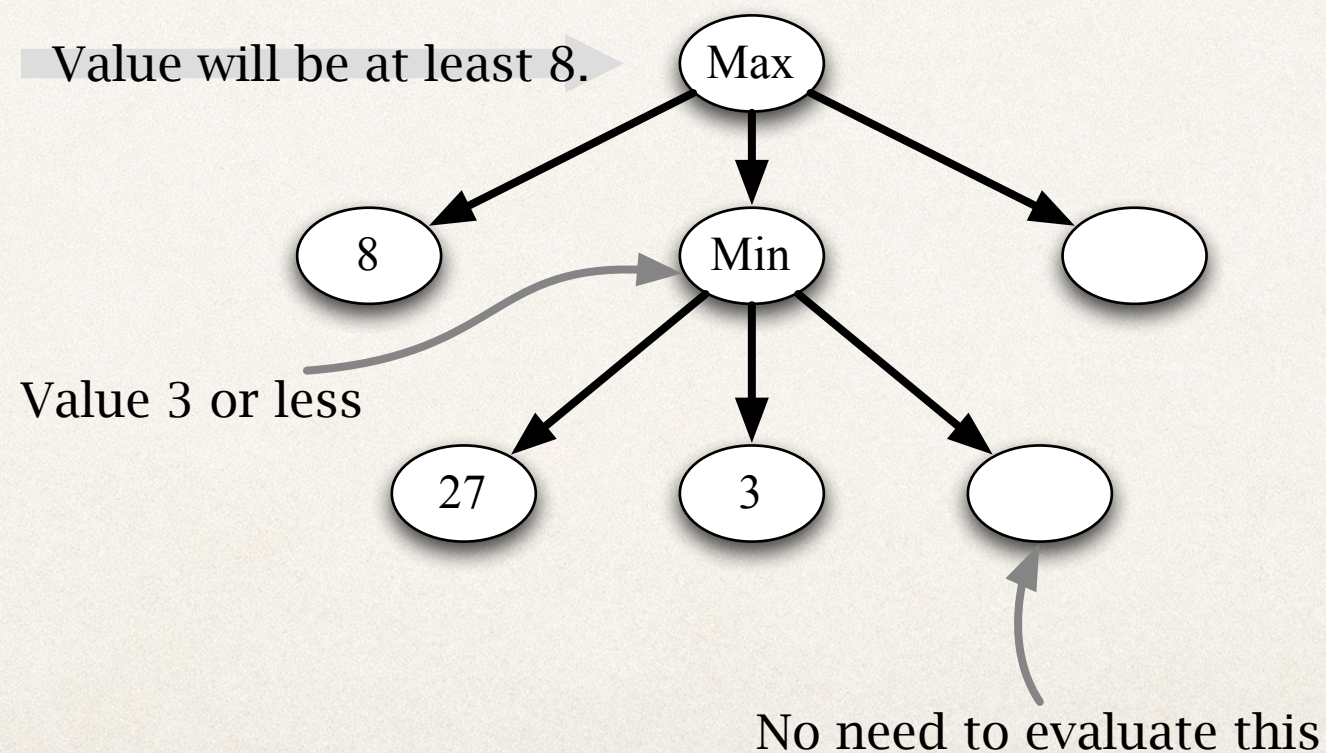 Value will be at least 8.
Max
8
Min
Value 3 or less
27
3
No need to evaluate this